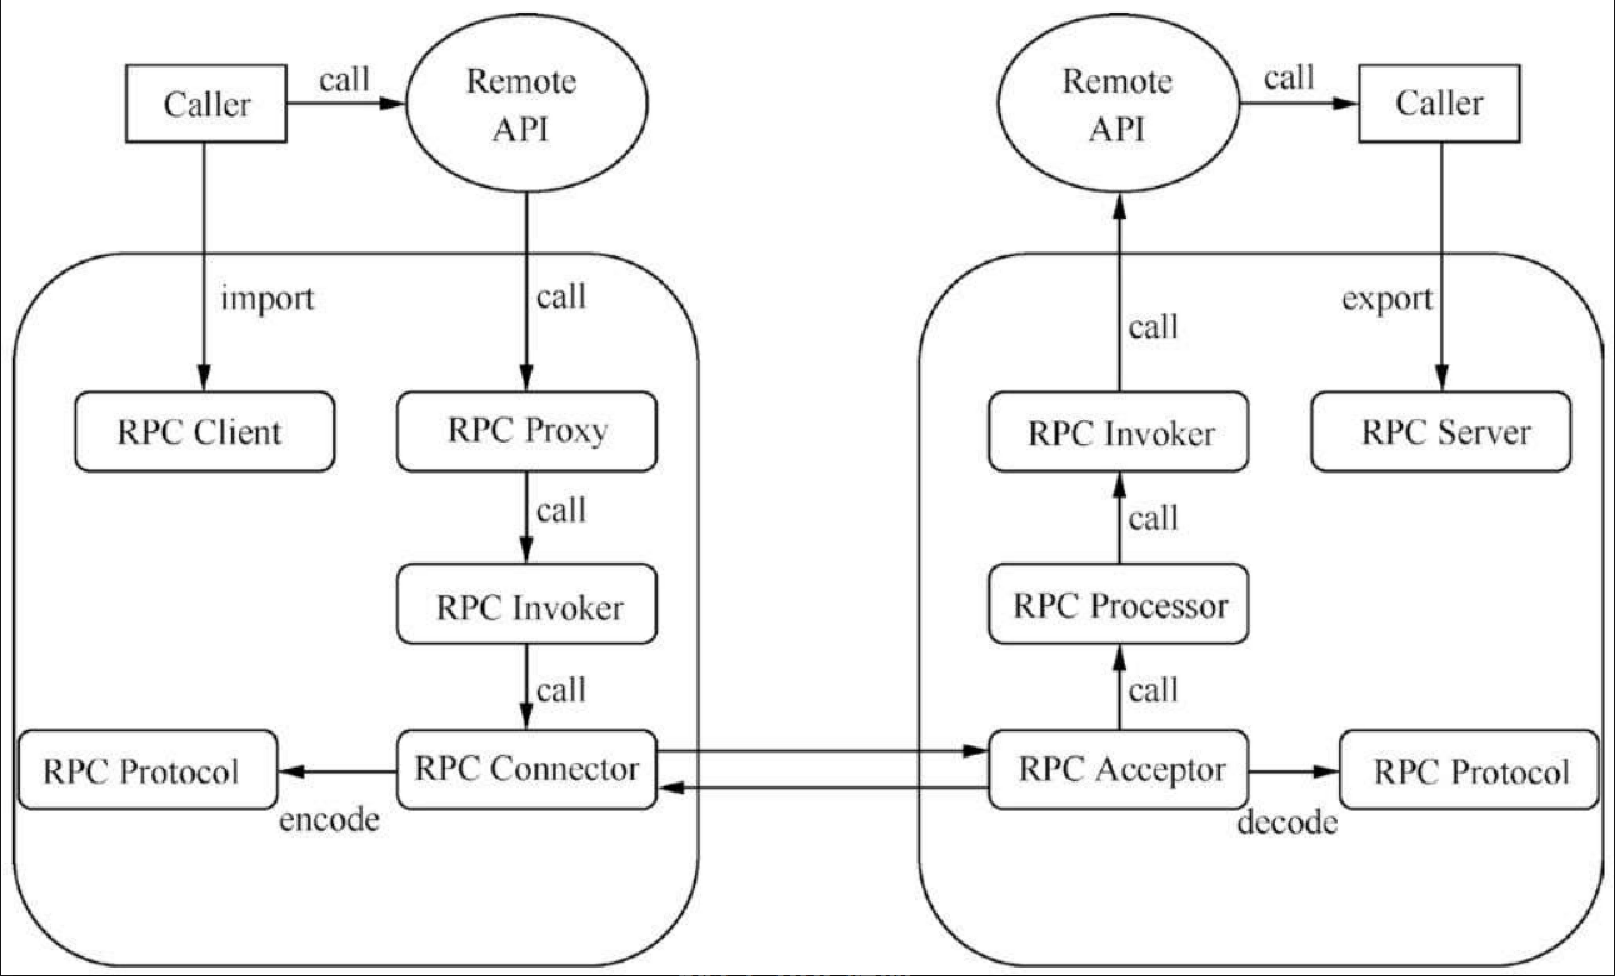 Caller
call
Remote
API
Remote
API
call
Caller
import
call
call
export
RPC Client
RPC Proxy
RPC Invoker
RPC Server
call
call
RPC Invoker
RPC Processor
call
call
RPC Protocol
RPC Connector
RPC Acceptor
RPC Protocol
encode
decode